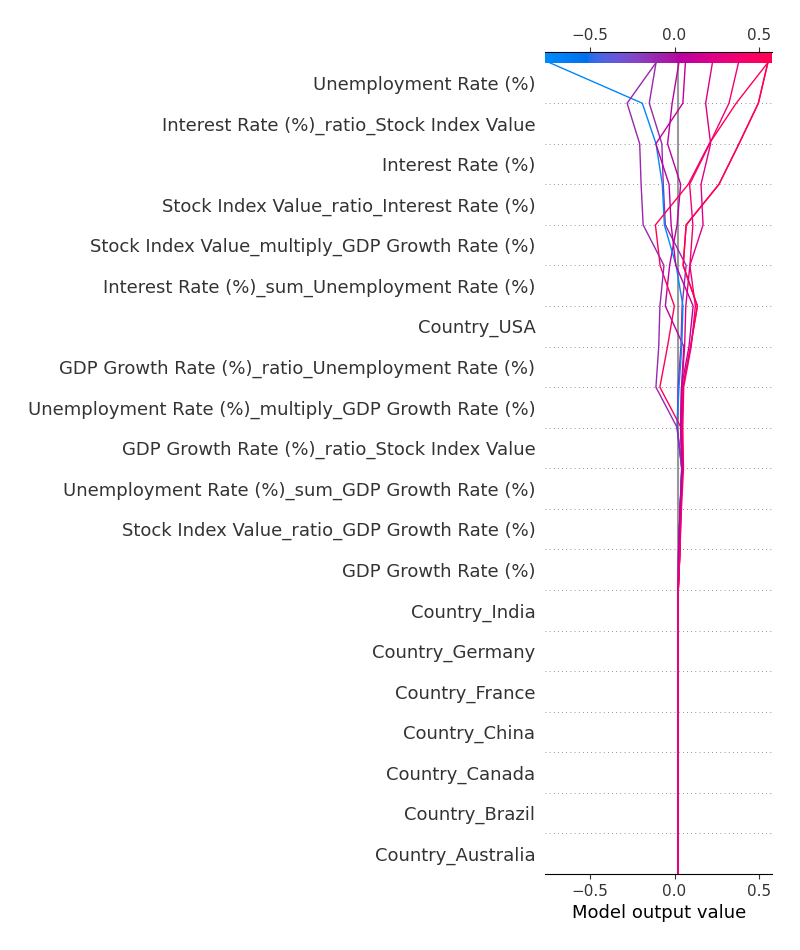 −0.5 0.0 0.5
Unemployment Rate (%)
Interest Rate (%)_ratio_Stock Index Value
Interest Rate (%)
Stock Index Value_ratio_Interest Rate (%)
Stock Index Value_multiply_GDP Growth Rate (%)
Interest Rate (%)_sum_Unemployment Rate (%)
Country_USA
GDP Growth Rate (%)_ratio_Unemployment Rate (%)
Unemployment Rate (%)_multiply_GDP Growth Rate (%)
GDP Growth Rate (%)_ratio_Stock Index Value
Unemployment Rate (%)_sum_GDP Growth Rate (%)
Stock Index Value_ratio_GDP Growth Rate (%)
GDP Growth Rate (%)
Country_India
Country_Germany
Country_France
Country_China
Country_Canada
Country_Brazil
Country_Australia
−0.5 0.0 0.5
Model output value